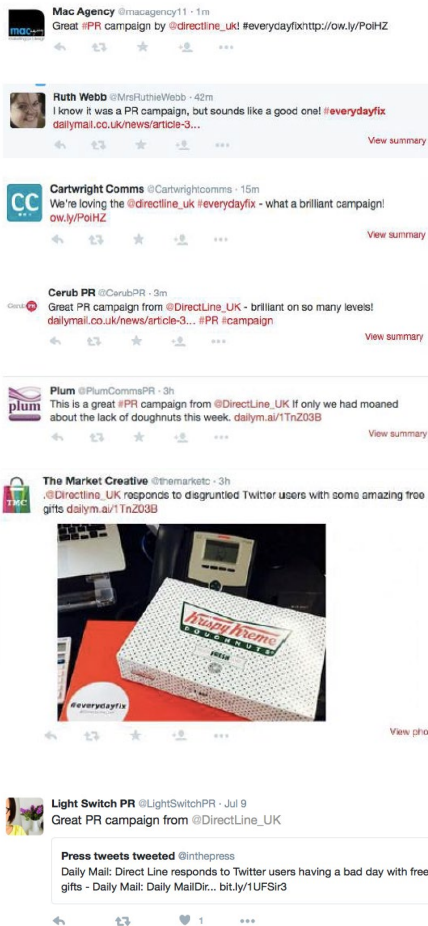 mac
Mac Agency @macagency11 · 1m
Great #PR campaign by @directline_uk! #everydayfixhttp://ow.ly/PoiHZ
Ruth Webb @MrsRuthieWebb · 42m
I know it was a PR campaign, but sounds like a good one! #everydayfix
dailymail.co.uk/news/article-3...
View summary
CC
Cartwright Comms @Cartwrightcomms · 15m
We're loving the @directline_uk #everydayfix - what a brilliant campaign!
ow.ly/PoiHZ
View summary
Cerub PR
Cerub PR @CerubPR · 3m
Great PR campaign from @DirectLine_UK - brilliant on so many levels!
dailymail.co.uk/news/article-3... #PR #campaign
View summary
plum
Plum @PlumCommsPR · 3h
This is a great #PR campaign from @DirectLine_UK If only we had moaned
about the lack of doughnuts this week. dailym.ai/1TnZ03B
View summary
TMC
The Market Creative @themarketc · 3h
.@Directline_UK responds to disgruntled Twitter users with some amazing free
gifts dailym.ai/1TnZ03B
Krispy Kreme
DOUGHNUTS
FRESH
#everydayfix
View pho
Light Switch PR @LightSwitchPR · Jul 9
Great PR campaign from @DirectLine_UK
Press tweets tweeted @inthepress
Daily Mail: Direct Line responds to Twitter users having a bad day with free
gifts - Daily Mail: Daily MailDir... bit.ly/1UFSir3
1